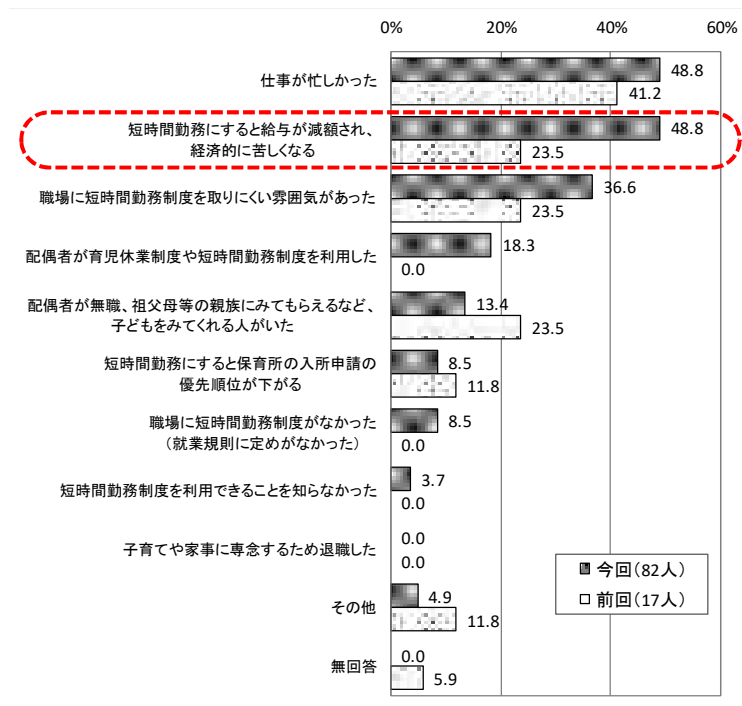 0% 20% 40% 60%
仕事が忙しかった 48.8
41.2
短時間勤務にすると給与が減額され、
経済的に苦しくなる 48.8
23.5
職場に短時間勤務制度を取りにくい雰囲気があった 36.6
23.5
配偶者が育児休業制度や短時間勤務制度を利用した 18.3
0.0
配偶者が無職、祖父母等の親族にみてもらえるなど、
子どもをみてくれる人がいた 13.4
23.5
短時間勤務にすると保育所の入所申請の
優先順位が下がる 8.5
11.8
職場に短時間勤務制度がなかった
（就業規則に定めがなかった） 8.5
0.0
短時間勤務制度を利用できることを知らなかった 3.7
0.0
子育てや家事に専念するため退職した 0.0
0.0
その他 4.9
11.8
無回答 0.0
5.9
今回（82人）
前回（17人）